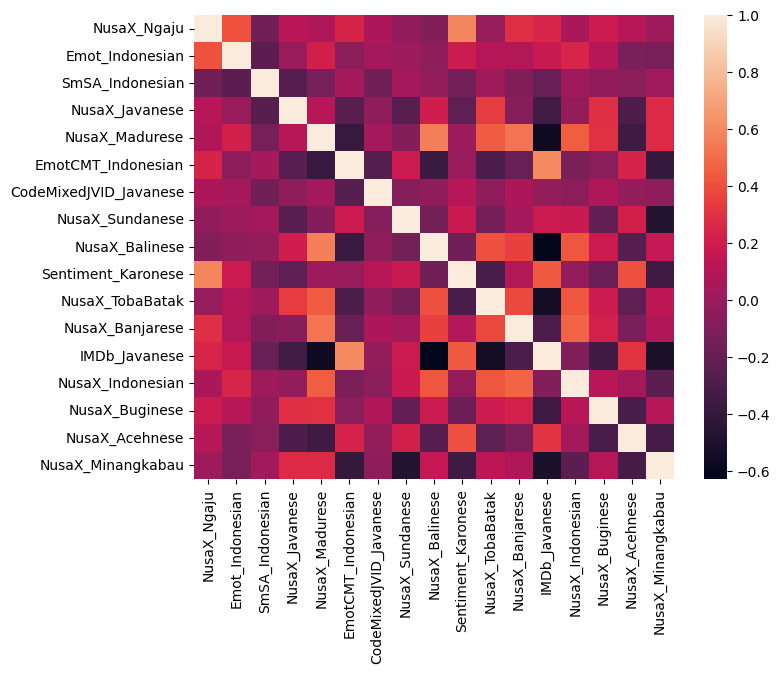 NusaX_Ngaju
Emot_Indonesian
SmSA_Indonesian
NusaX_Javanese
NusaX_Madurese
EmotCMT_Indonesian
CodeMixedJVID_Javanese
NusaX_Sundanese
NusaX_Balinese
Sentiment_Karonese
NusaX_TobaBatak
NusaX_Banjarese
IMDb_Javanese
NusaX_Indonesian
NusaX_Buginese
NusaX_Acehnese
NusaX_Minangkabau
NusaX_Ngaju
Emot_Indonesian
SmSA_Indonesian
NusaX_Javanese
NusaX_Madurese
EmotCMT_Indonesian
CodeMixedJVID_Javanese
NusaX_Sundanese
NusaX_Balinese
Sentiment_Karonese
NusaX_TobaBatak
NusaX_Banjarese
IMDb_Javanese
NusaX_Indonesian
NusaX_Buginese
NusaX_Acehnese
NusaX_Minangkabau
1.0
0.8
0.6
0.4
0.2
0.0
−0.2
−0.4
−0.6